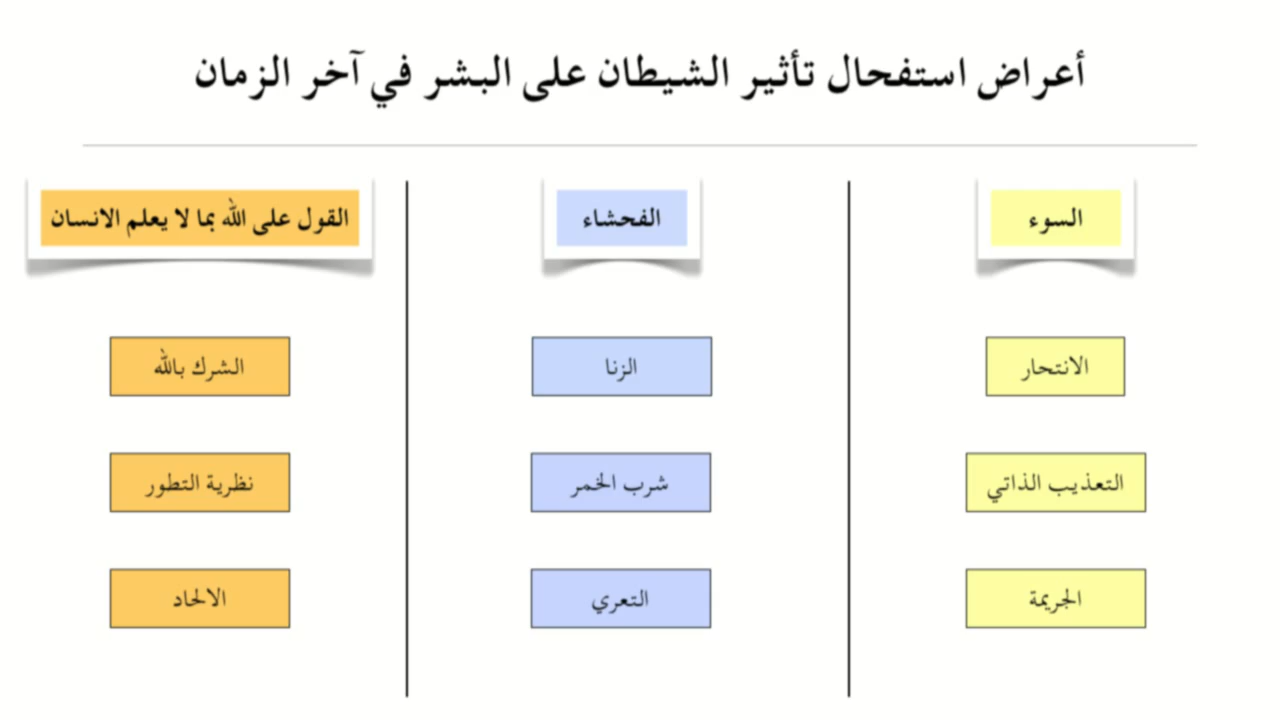 أعراض استفحال تأثير الشيطان على البشر في آخر الزمان
السوء
الانتحار
التعذيب الذاتي
الجريمة
الفحشاء
الزنا
شرب الخمر
التعري
القول على الله بما لا يعلم الانسان
الشرك بالله
نظرية التطور
الالحاد